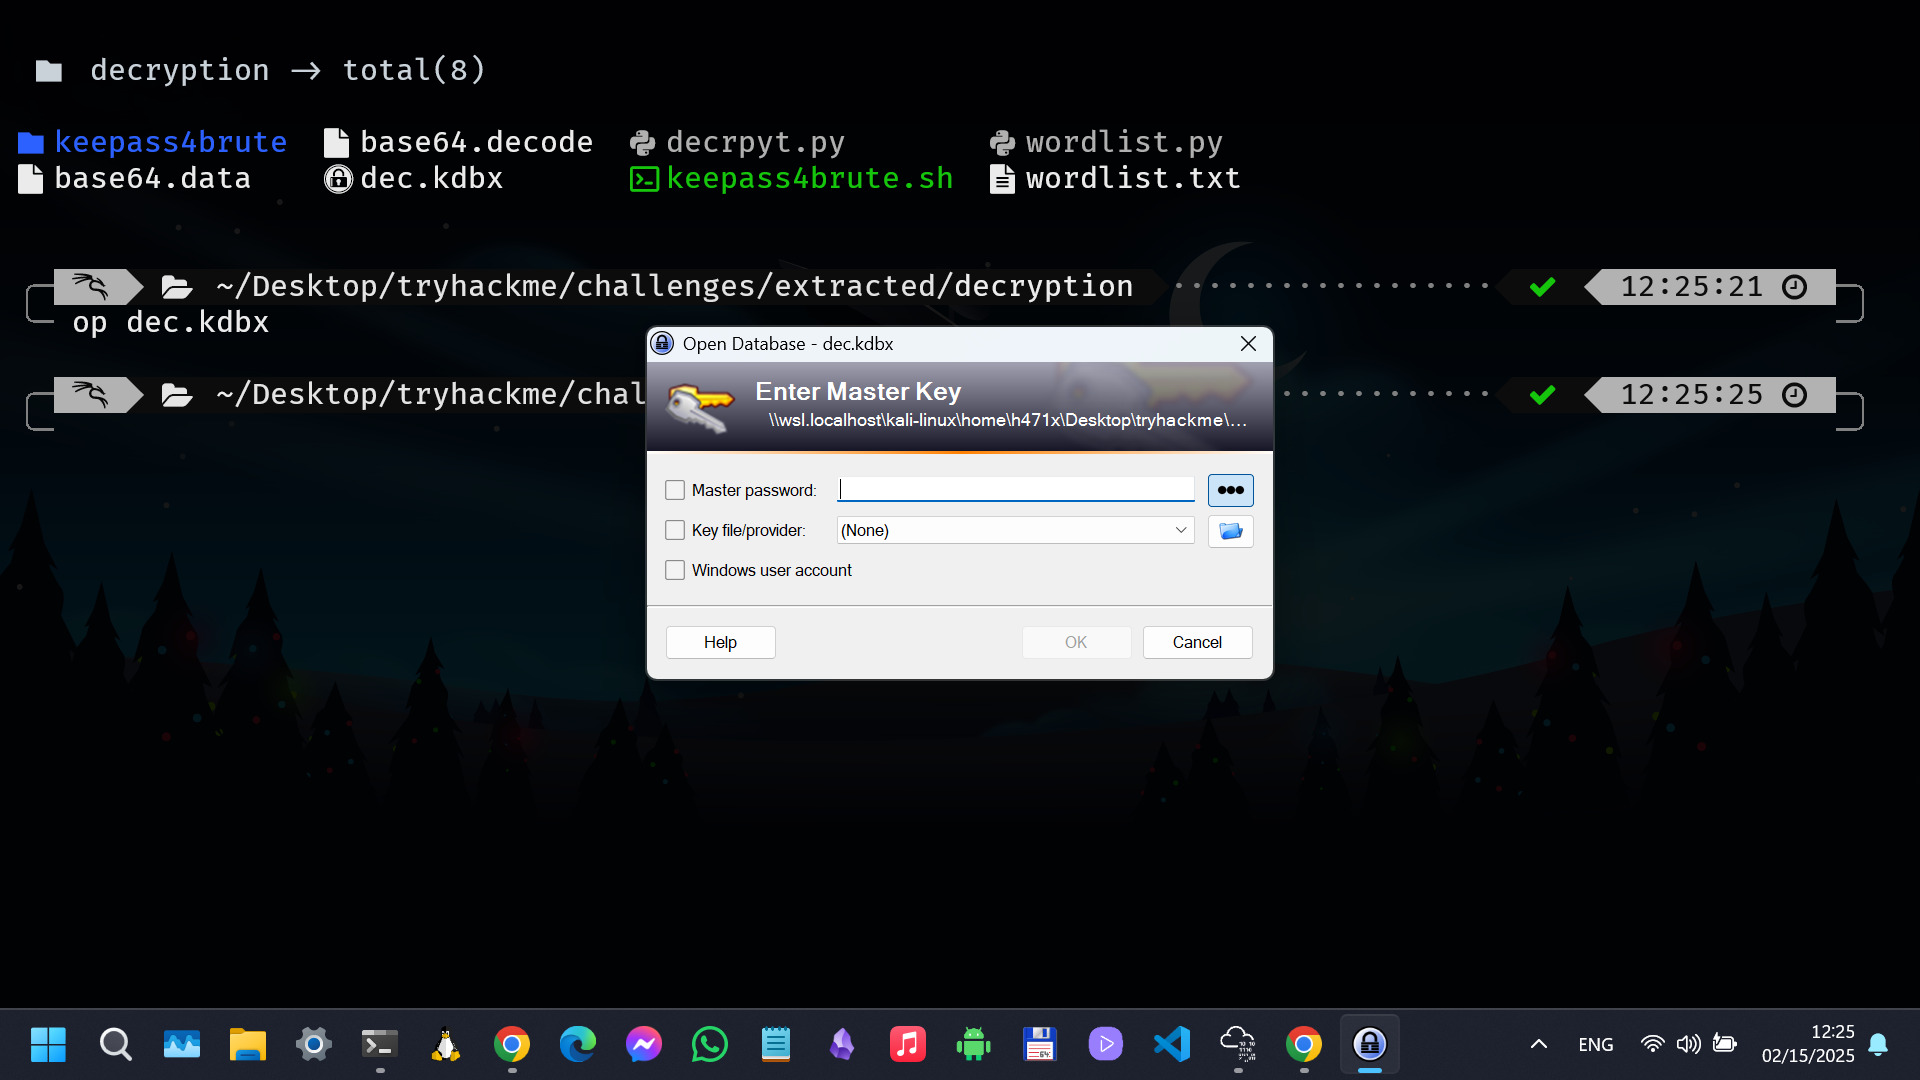 decryption → total(8)
keepass4brute base64.decode decrpyt.py wordlist.py
base64.data dec.kdbx keepass4brute.sh wordlist.txt
~/Desktop/tryhackme/challenges/extracted/decryption 12:25:21
op dec.kdbx
~/Desktop/tryhackme/chal 12:25:25
Open Database - dec.kdbx
Enter Master Key
\\wsl.localhost\kali-linux\home\h471x\Desktop\tryhackme\...
Master password:
Key file/provider: (None)
Windows user account
Help OK Cancel
ENG 12:25
02/15/2025